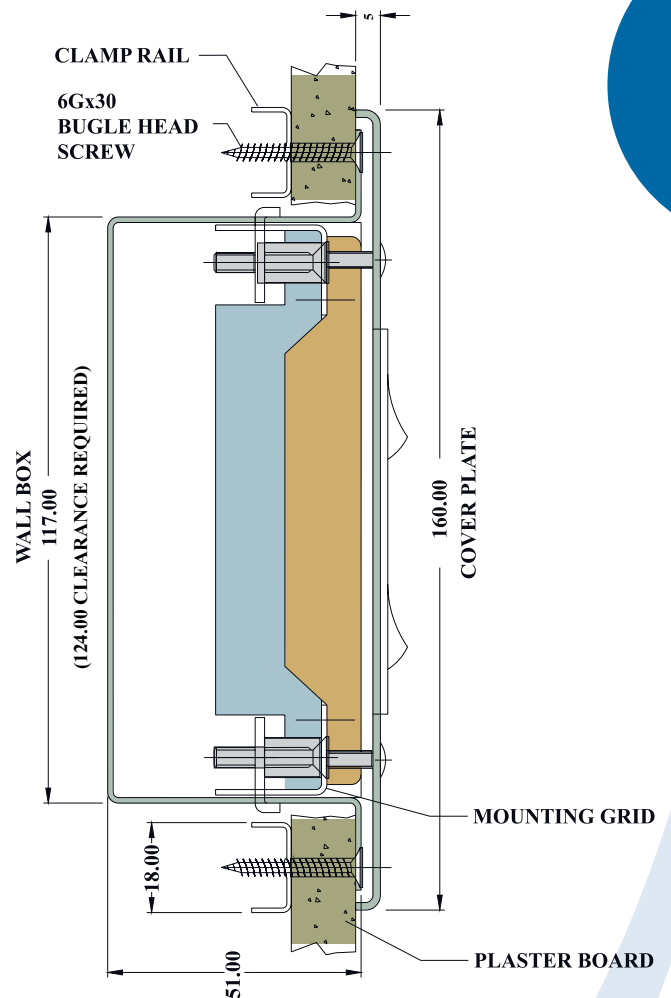 5
CLAMP RAIL
6Gx30
BUGLE HEAD
SCREW
WALL BOX
117.00
(124.00 CLEARANCE REQUIRED)
160.00
COVER PLATE
MOUNTING GRID
18.00
PLASTER BOARD
51.00